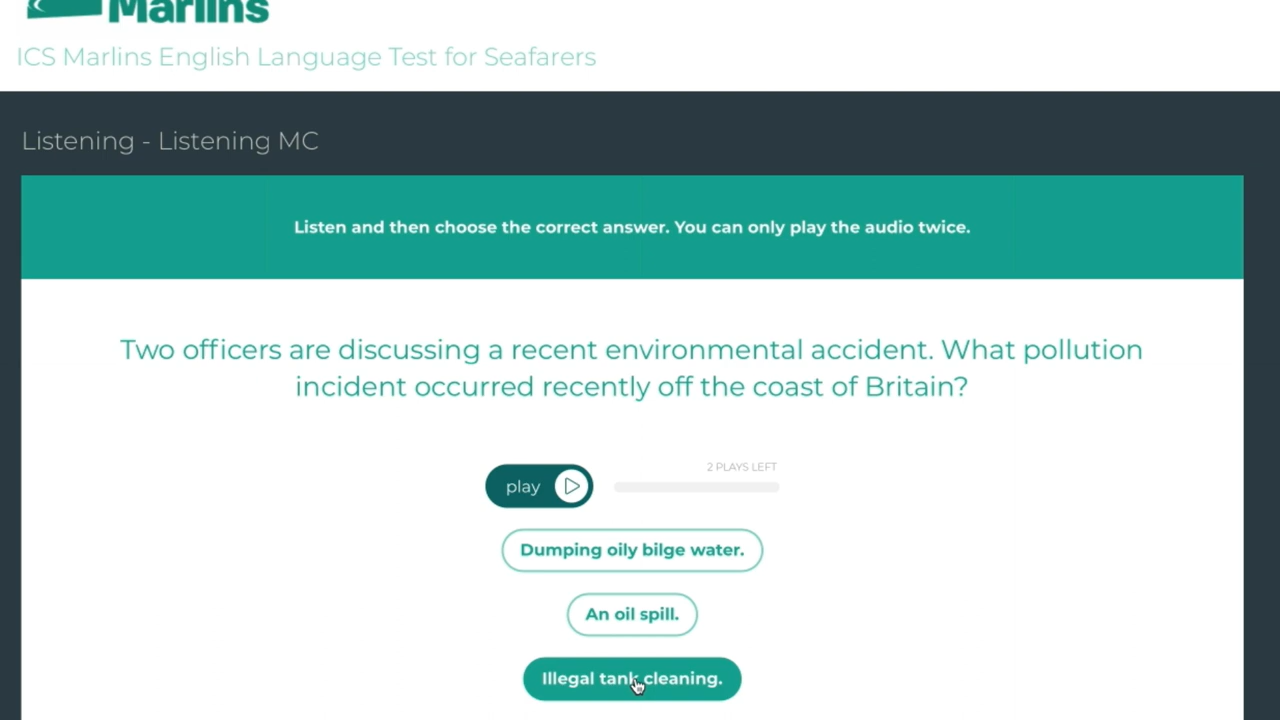 Marlins
ICS Marlins English Language Test for Seafarers
Listening - Listening MC
Listen and then choose the correct answer. You can only play the audio twice.
Two officers are discussing a recent environmental accident. What pollution
incident occurred recently off the coast of Britain?
2 PLAYS LEFT
play
Dumping oily bilge water.
An oil spill.
Illegal tank cleaning.